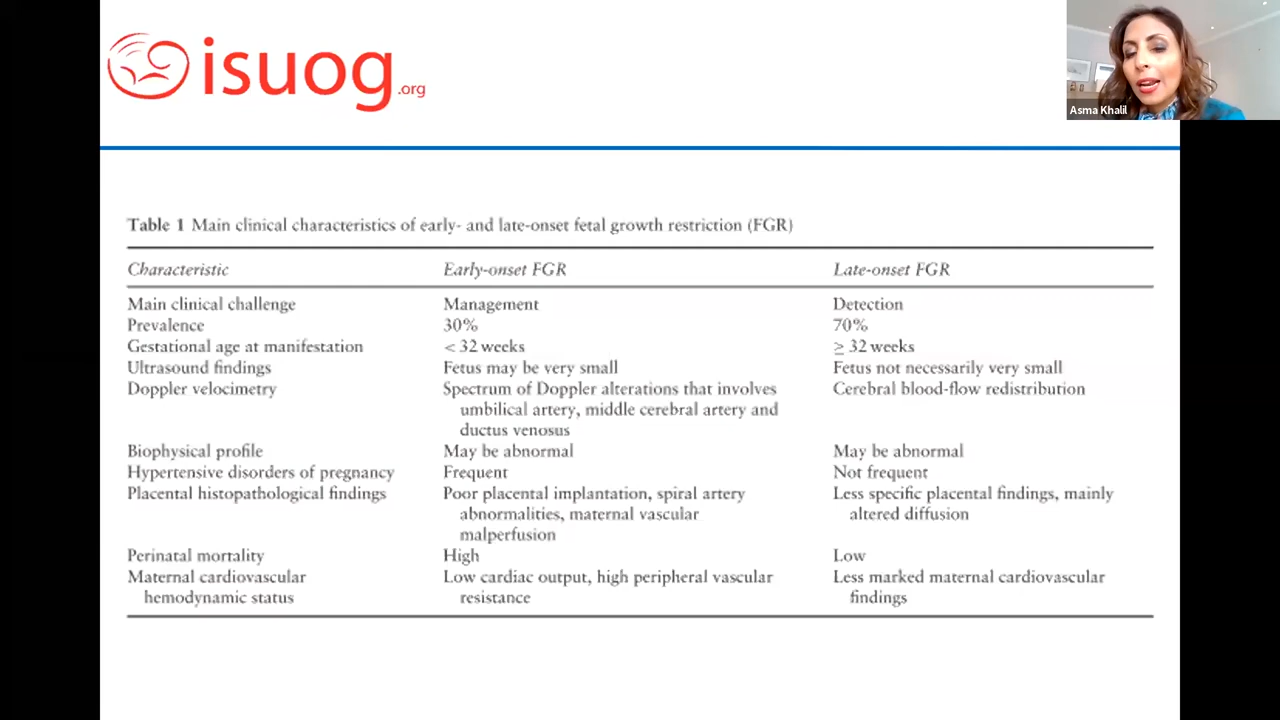 isuog.org
Asma Khalil
Table 1 Main clinical characteristics of early- and late-onset fetal growth restriction (FGR)
Characteristic Early-onset FGR Late-onset FGR
Main clinical challenge Management Detection
Prevalence 30% 70%
Gestational age at manifestation < 32 weeks ≥ 32 weeks
Ultrasound findings Fetus may be very small Fetus not necessarily very small
Doppler velocimetry Spectrum of Doppler alterations that involves Cerebral blood-flow redistribution
umbilical artery, middle cerebral artery and
ductus venosus
Biophysical profile May be abnormal May be abnormal
Hypertensive disorders of pregnancy Frequent Not frequent
Placental histopathological findings Poor placental implantation, spiral artery Less specific placental findings, mainly
abnormalities, maternal vascular altered diffusion
malperfusion
Perinatal mortality High Low
Maternal cardiovascular Low cardiac output, high peripheral vascular Less marked maternal cardiovascular
hemodynamic status resistance findings